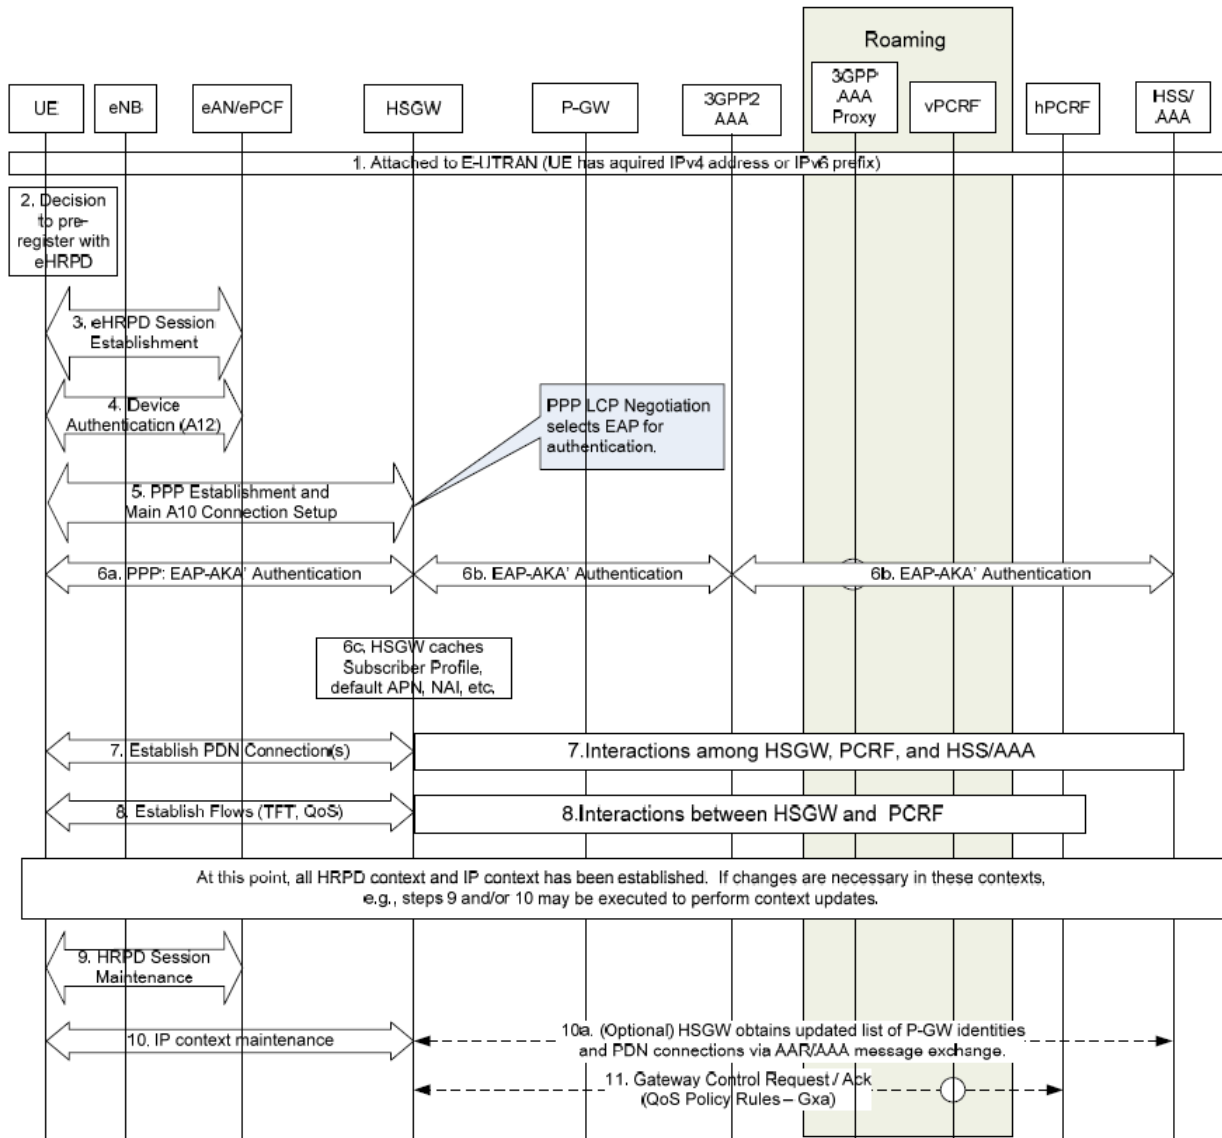 Roaming
UE
eNB
eAN/ePCF
HSGW
P-GW
3GPP2
AAA
3GPP
AAA
Proxy
vPCRF
hPCRF
HSS/
AAA
1. Attached to E-UTRAN (UE has aquired IPv4 address or IPv6 prefix)
2. Decision
to pre-
register with
eHRPD
3. eHRPD Session
Establishment
4. Device
Authentication (A12)
PPP LCP Negotiation
selects EAP for
authentication.
5. PPP Establishment and
Main A10 Connection Setup
6a. PPP: EAP-AKA' Authentication
6b. EAP-AKA' Authentication
6b. EAP-AKA' Authentication
6c. HSGW caches
Subscriber Profile,
default APN, NAI, etc.
7. Establish PDN Connection(s)
7.Interactions among HSGW, PCRF, and HSS/AAA
8. Establish Flows (TFT, QoS)
8.Interactions between HSGW and PCRF
At this point, all HRPD context and IP context has been established. If changes are necessary in these contexts,
e.g., steps 9 and/or 10 may be executed to perform context updates.
9. HRPD Session
Maintenance
10. IP context maintenance
10a. (Optional) HSGW obtains updated list of P-GW identities
and PDN connections via AAR/AAA message exchange.
11. Gateway Control Request / Ack
(QoS Policy Rules – Gxa)